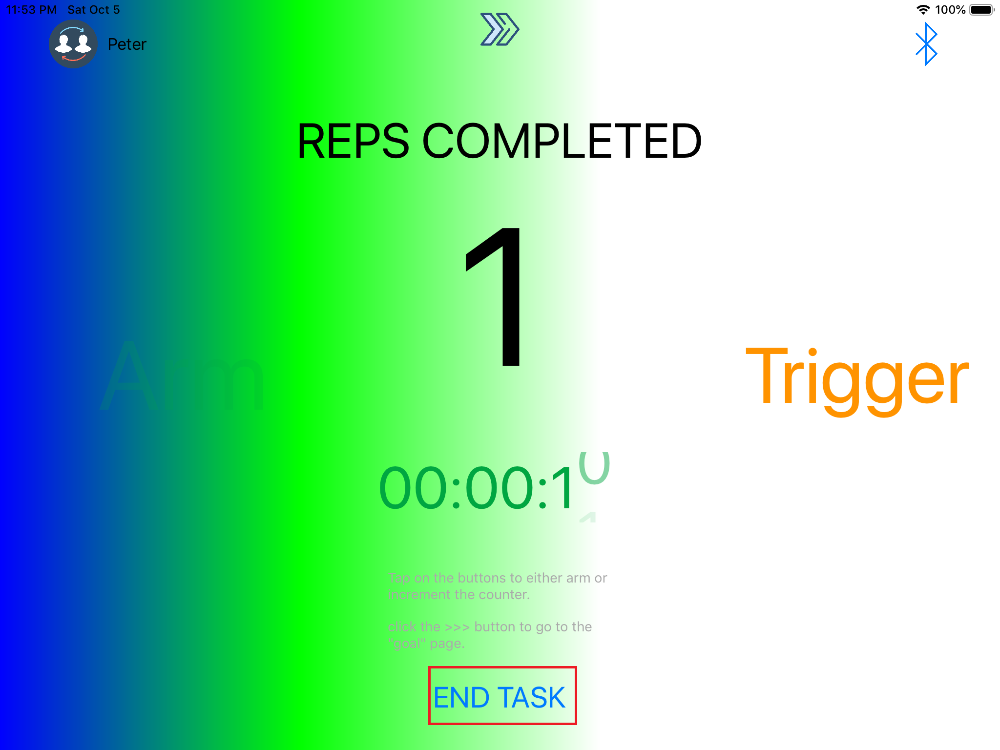 11:53 PM Sat Oct 5
100%
Peter
REPS COMPLETED
1
Arm
Trigger
00:00:10
1
Tap on the buttons to either arm or
increment the counter.
click the >>> button to go to the
"goal" page.
END TASK